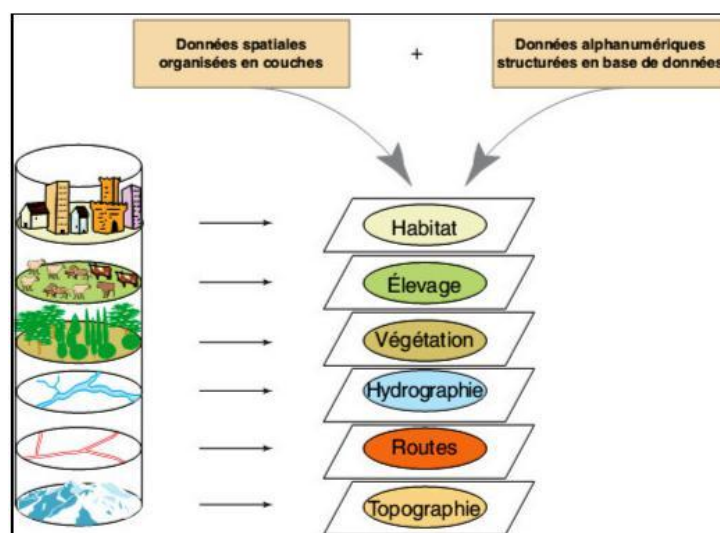 Données spatiales
organisées en couches
+
Données alphanumériques
structurées en base de données
Habitat
Élevage
Végétation
Hydrographie
Routes
Topographie